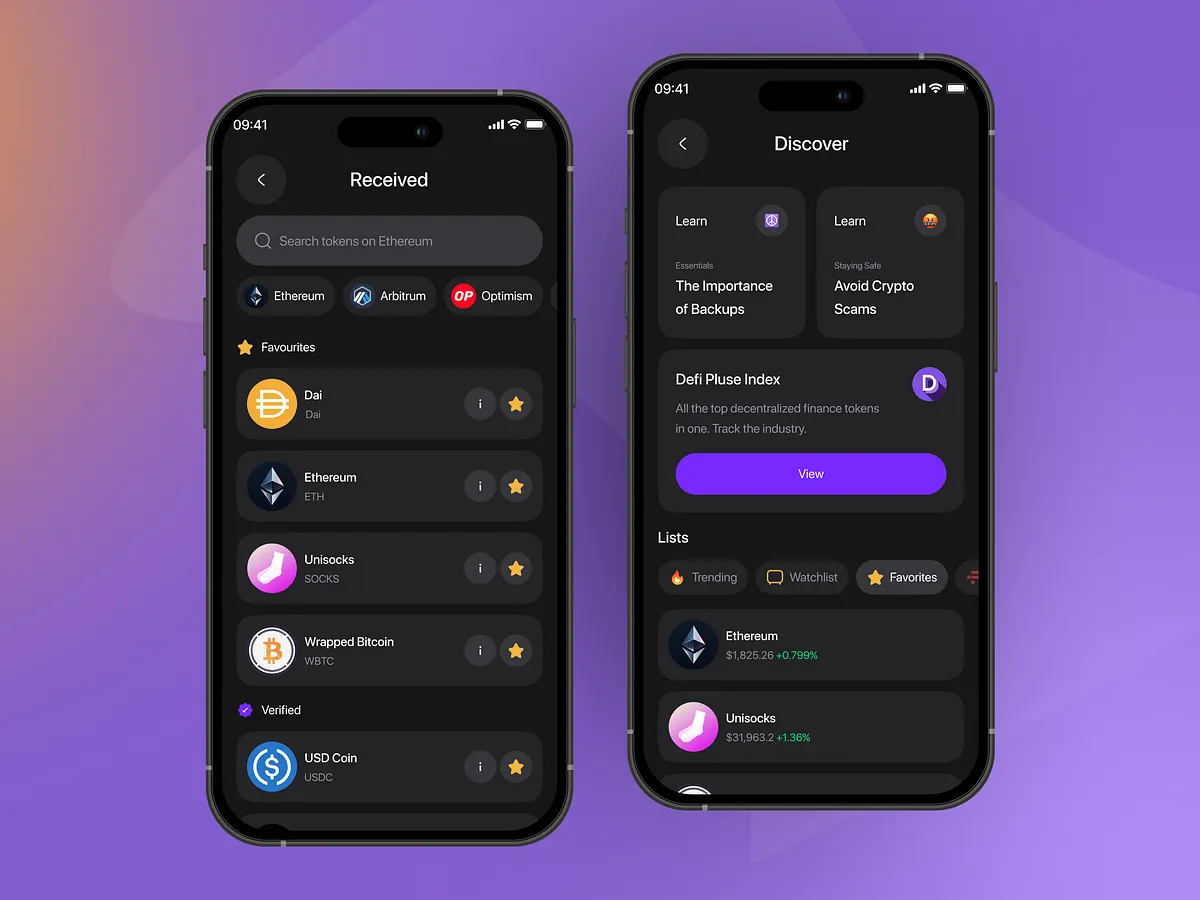 09:41
Received
Search tokens on Ethereum
Ethereum
Arbitrum
OP Optimism
Favourites
Dai
Dai
i
Ethereum
ETH
i
Unisocks
SOCKS
i
Wrapped Bitcoin
WBTC
i
Verified
USD Coin
USDC
i
09:41
Discover
Learn
Essentials
The Importance
of Backups
Learn
Staying Safe
Avoid Crypto
Scams
Defi Pluse Index
D
All the top decentralized finance tokens
in one. Track the industry.
View
Lists
Trending
Watchlist
Favorites
Ethereum
$1,825.26 +0.799%
Unisocks
$31,963.2 +1.36%